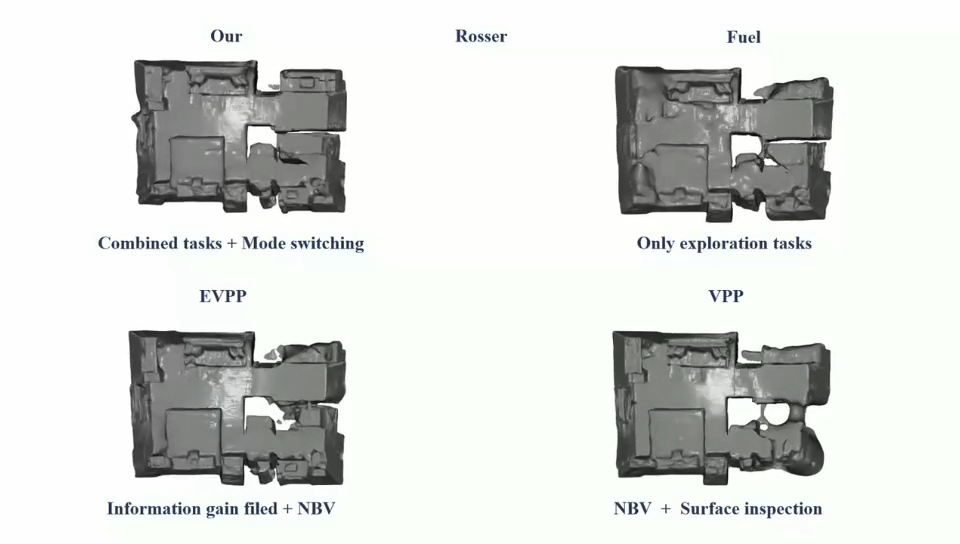 Our
Rosser
Fuel
Combined tasks + Mode switching
Only exploration tasks
EVPP
VPP
Information gain filed + NBV
NBV + Surface inspection